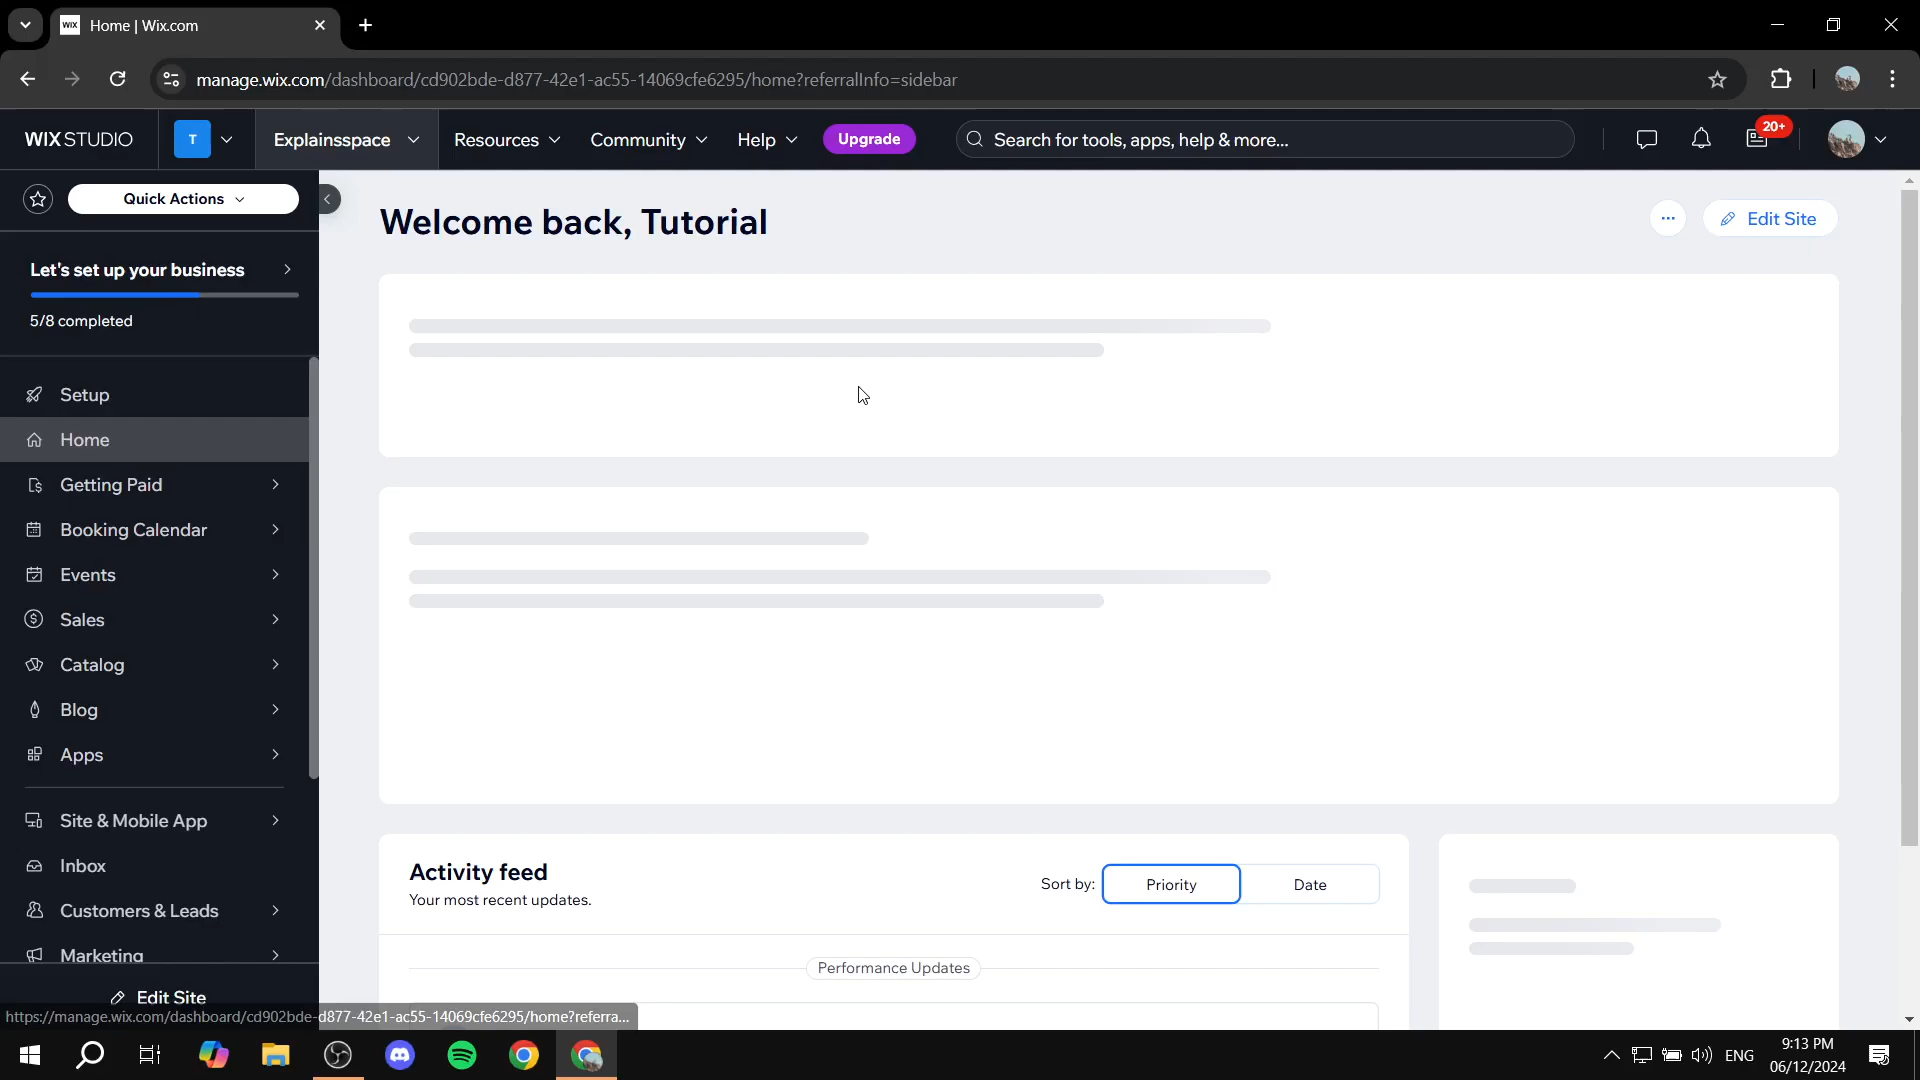 Home | Wix.com
manage.wix.com/dashboard/cd902bde-d877-42e1-ac55-14069cfe6295/home?referralInfo=sidebar
WIX STUDIO
T
Explainsspace
Resources
Community
Help
Upgrade
Search for tools, apps, help & more...
20+
Quick Actions
Let's set up your business
5/8 completed
Setup
Home
Getting Paid
Booking Calendar
Events
Sales
Catalog
Blog
Apps
Site & Mobile App
Inbox
Customers & Leads
Marketing
Edit Site
https://manage.wix.com/dashboard/cd902bde-d877-42e1-ac55-14069cfe6295/home?referra...
Welcome back, Tutorial
Edit Site
Activity feed
Your most recent updates.
Sort by:
Priority
Date
Performance Updates
ENG
9:13 PM
06/12/2024